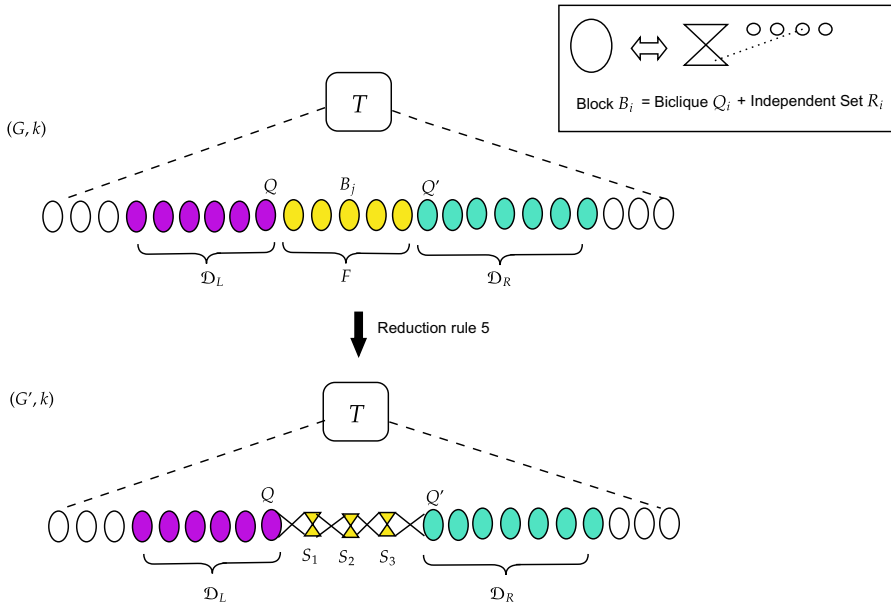 Block B_i = Biclique Q_i + Independent Set R_i
T
(G, k)
Q B_j Q′
𝒟_L F 𝒟_R
Reduction rule 5
(G′, k)
T
Q Q′
S_1 S_2 S_3
𝒟_L 𝒟_R